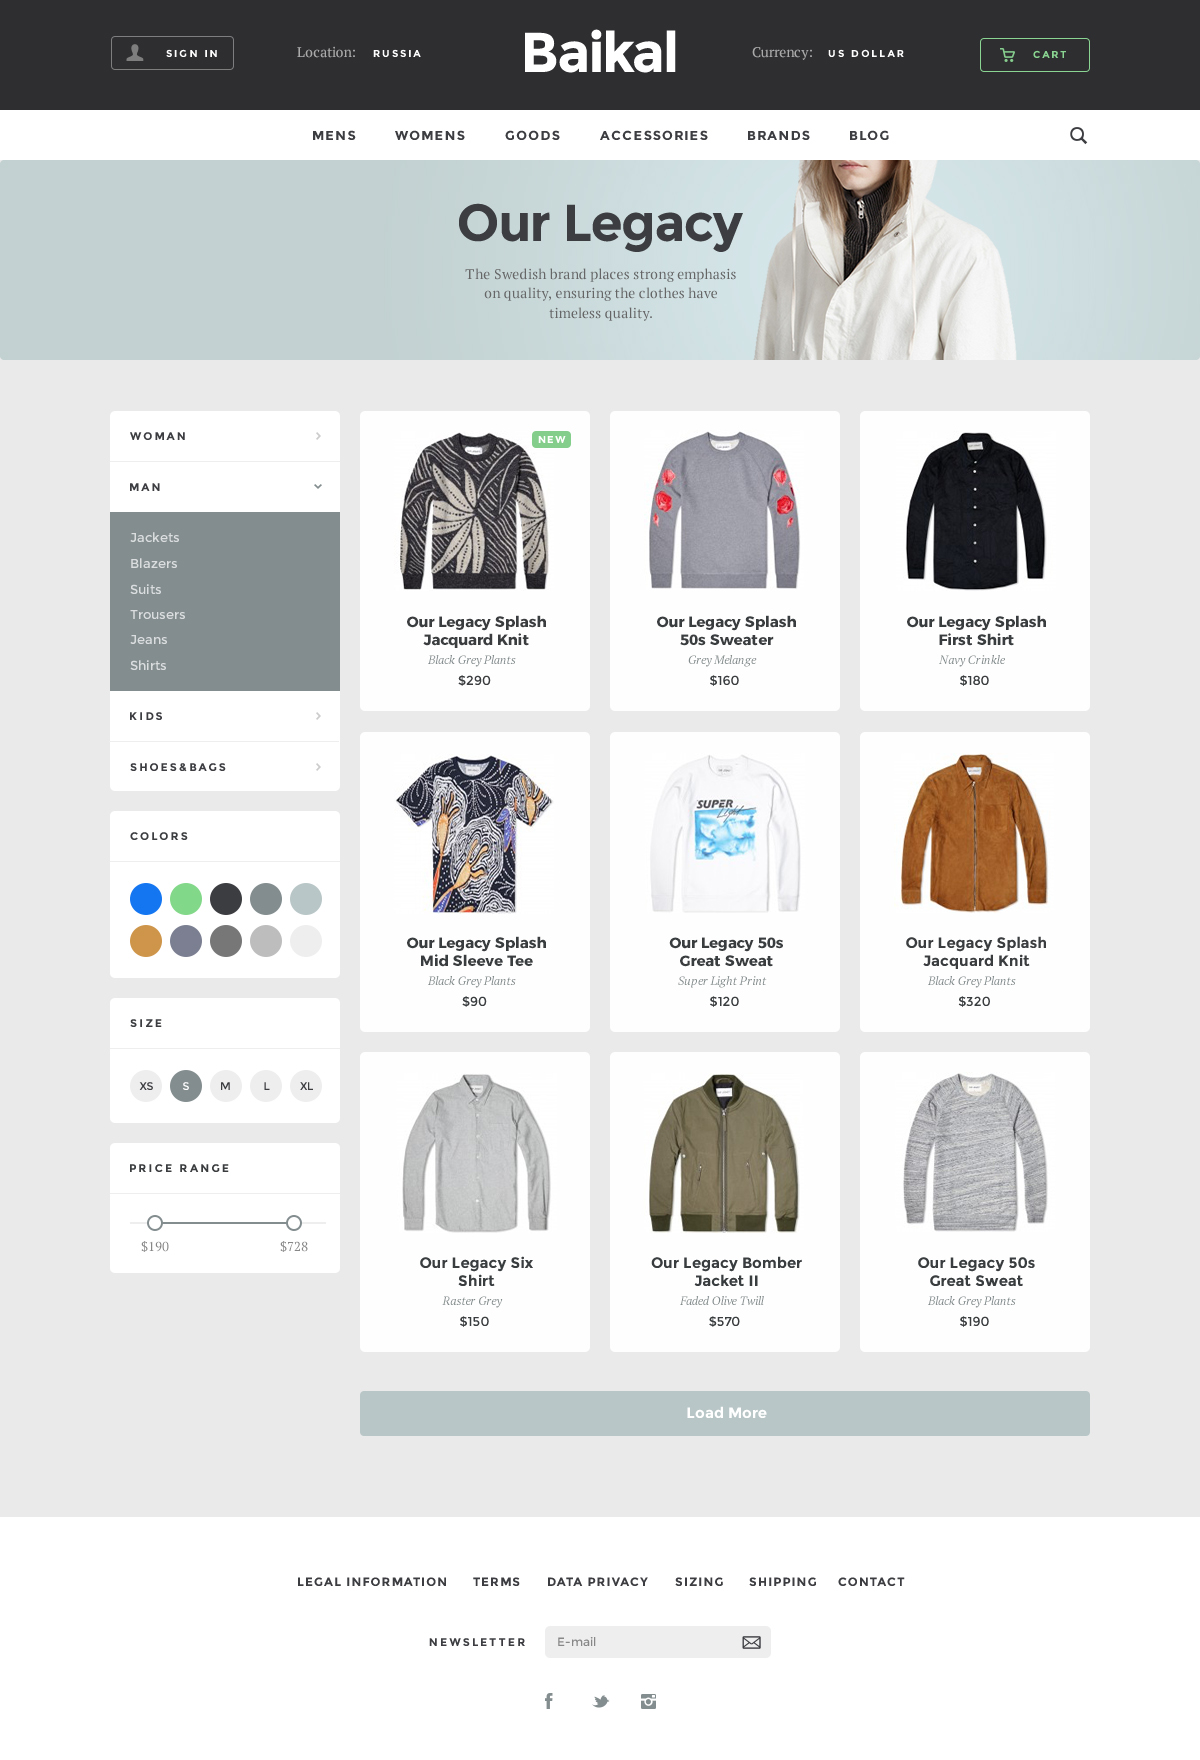 SIGN IN
Location: RUSSIA
Baikal
Currency: US DOLLAR
CART
MENS WOMENS GOODS ACCESSORIES BRANDS BLOG
Our Legacy
The Swedish brand places strong emphasis
on quality, ensuring the clothes have
timeless quality.
WOMAN
MAN
Jackets
Blazers
Suits
Trousers
Jeans
Shirts
KIDS
SHOES&BAGS
COLORS
SIZE
XS S M L XL
PRICE RANGE
$190 $728
NEW
Our Legacy Splash
Jacquard Knit
Black Grey Plants
$290
Our Legacy Splash
50s Sweater
Grey Melange
$160
Our Legacy Splash
First Shirt
Navy Crinkle
$180
Our Legacy Splash
Mid Sleeve Tee
Black Grey Plants
$90
SUPER
Light
Our Legacy 50s
Great Sweat
Super Light Print
$120
Our Legacy Splash
Jacquard Knit
Black Grey Plants
$320
Our Legacy Six
Shirt
Raster Grey
$150
Our Legacy Bomber
Jacket II
Faded Olive Twill
$570
Our Legacy 50s
Great Sweat
Black Grey Plants
$190
Load More
LEGAL INFORMATION TERMS DATA PRIVACY SIZING SHIPPING CONTACT
NEWSLETTER E-mail